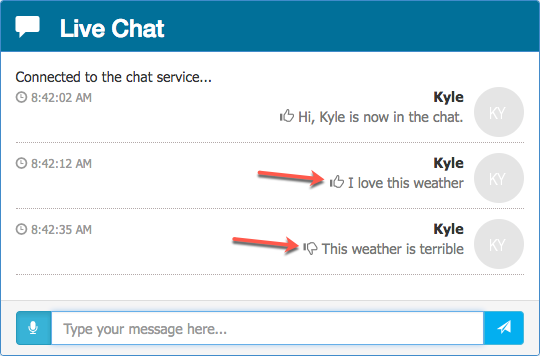 Live Chat
Connected to the chat service...
8:42:02 AM Kyle
Hi, Kyle is now in the chat.
KY
8:42:12 AM Kyle
I love this weather
KY
8:42:35 AM Kyle
This weather is terrible
KY
Type your message here...